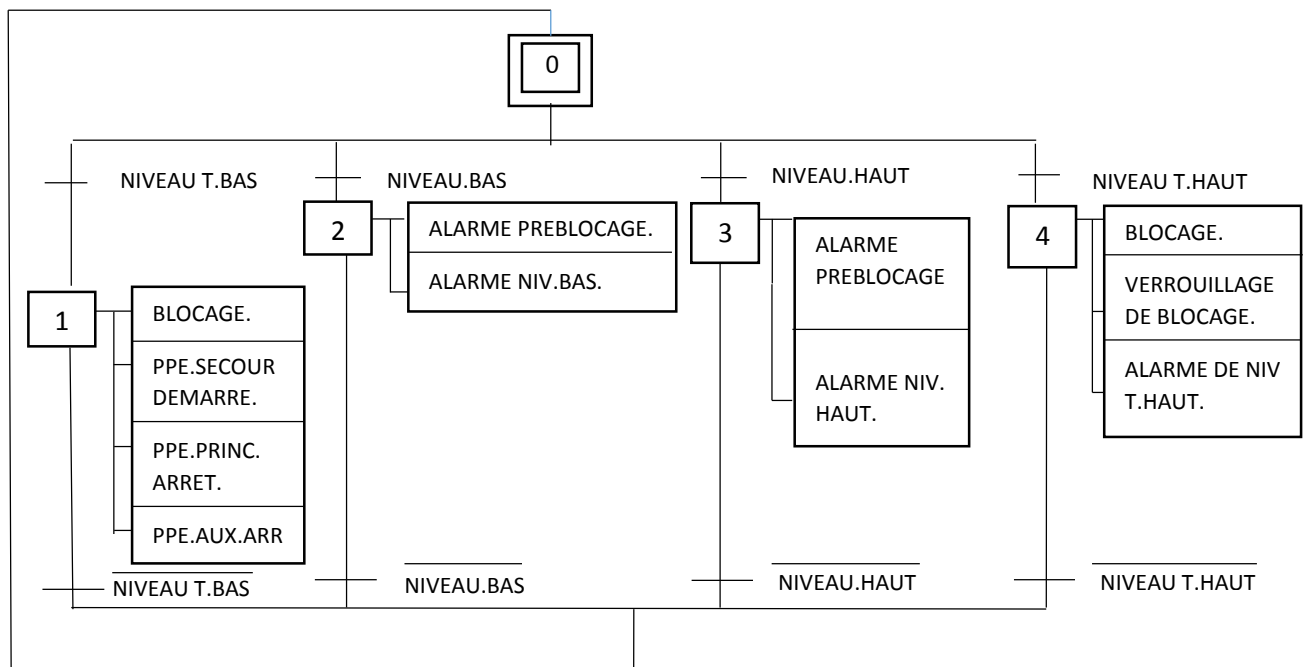 0
NIVEAU T.BAS
NIVEAU.BAS
NIVEAU.HAUT
NIVEAU T.HAUT
1
BLOCAGE.
PPE.SECOUR
DEMARRE.
PPE.PRINC.
ARRET.
PPE.AUX.ARR
2
ALARME PREBLOCAGE.
ALARME NIV.BAS.
3
ALARME
PREBLOCAGE
ALARME NIV.
HAUT.
4
BLOCAGE.
VERROUILLAGE
DE BLOCAGE.
ALARME DE NIV
T.HAUT.
NIVEAU T.BAS
NIVEAU.BAS
NIVEAU.HAUT
NIVEAU T.HAUT